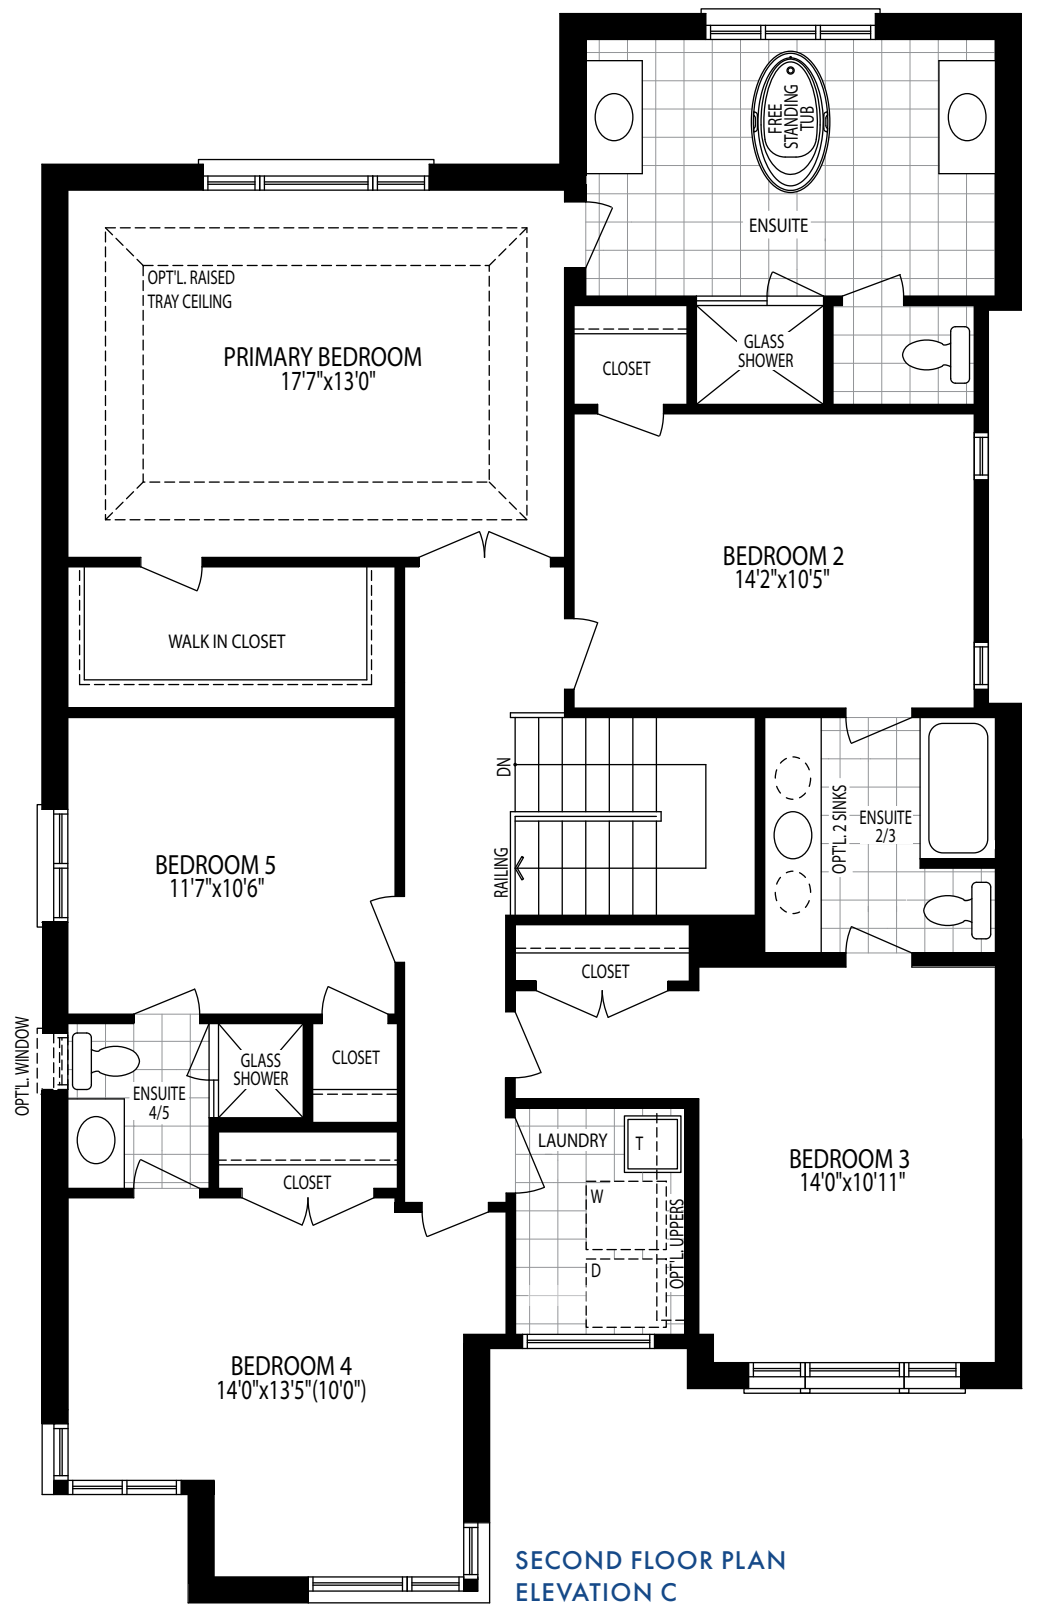 FREE
STANDING
TUB
ENSUITE
OPT'L. RAISED
TRAY CEILING
PRIMARY BEDROOM
17'7"x13'0"
CLOSET
GLASS
SHOWER
BEDROOM 2
14'2"x10'5"
WALK IN CLOSET
DN
RAILING
OPT'L. 2 SINKS
ENSUITE
2/3
BEDROOM 5
11'7"x10'6"
CLOSET
OPT'L. WINDOW
GLASS
SHOWER
CLOSET
ENSUITE
4/5
LAUNDRY
T
W
D
OPT'L. UPPERS
BEDROOM 3
14'0"x10'11"
CLOSET
BEDROOM 4
14'0"x13'5"(10'0")
SECOND FLOOR PLAN
ELEVATION C